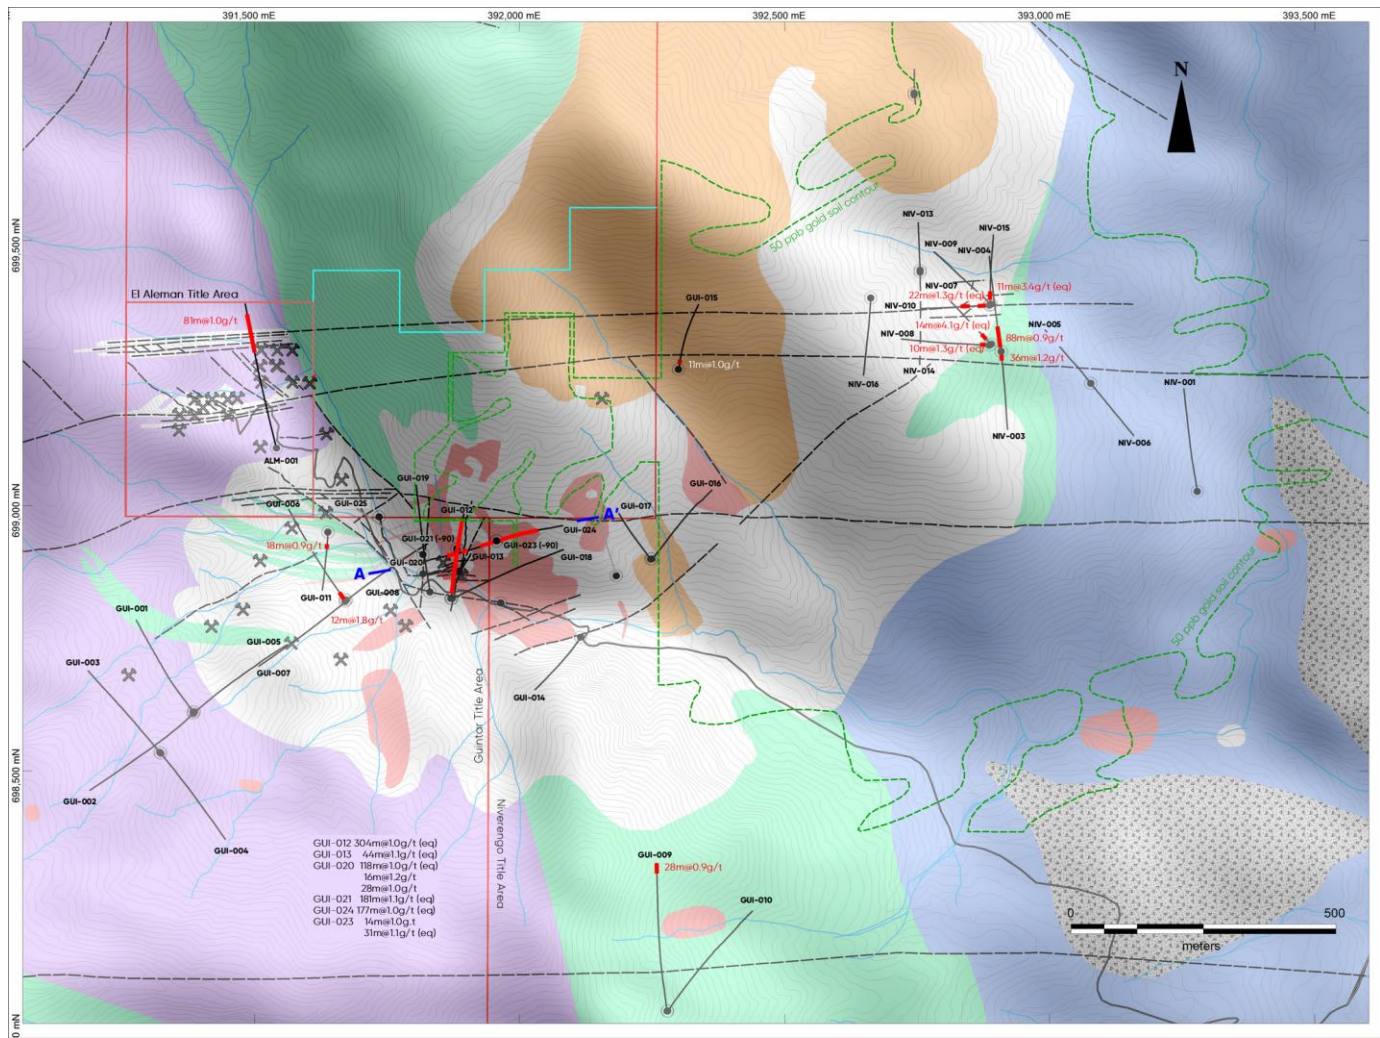 391,500 mE
392,000 mE
392,500 mE
393,000 mE
393,500 mE
N
50 ppb gold soil contour
NIV-013
NIV-015
NIV-009
NIV-004
699,500 mN
NIV-007
11m@3.4g/t (eq)
El Aleman Title Area
22m@1.3g/t (eq)
GUI-015
NIV-010
81m@1.0g/t
14m@4.1g/t (eq)
NIV-005
NIV-008
88m@0.9g/t
10m@1.3g/t (eq)
36m@1.2g/t
11m@1.0g/t
NIV-014
NIV-016
NIV-001
NIV-003
NIV-006
ALM-001
GUI-019
GUI-016
699,000 mN
GUI-006
GUI-025
GUI-012
GUI-017
A'
GUI-024
GUI-021 (-90)
GUI-023 (-90)
18m@0.9g/t
GUI-020
GUI-013
GUI-018
A
GUI-011
GUI-008
50 ppb gold soil contour
GUI-001
12m@1.8g/t
GUI-005
GUI-003
GUI-007
GUI-014
Guintar Title Area
698,500 mN
GUI-002
Niverengo Title Area
GUI-004
GUI-012 304m@1.0g/t (eq)
GUI-013 44m@1.1g/t (eq)
GUI-020 118m@1.0g/t (eq)
16m@1.2g/t
28m@1.0g/t
GUI-021 181m@1.1g/t (eq)
GUI-024 177m@1.0g/t (eq)
GUI-023 14m@1.0g.t
31m@1.1g/t (eq)
GUI-009
28m@0.9g/t
GUI-010
0
500
meters
0 mN